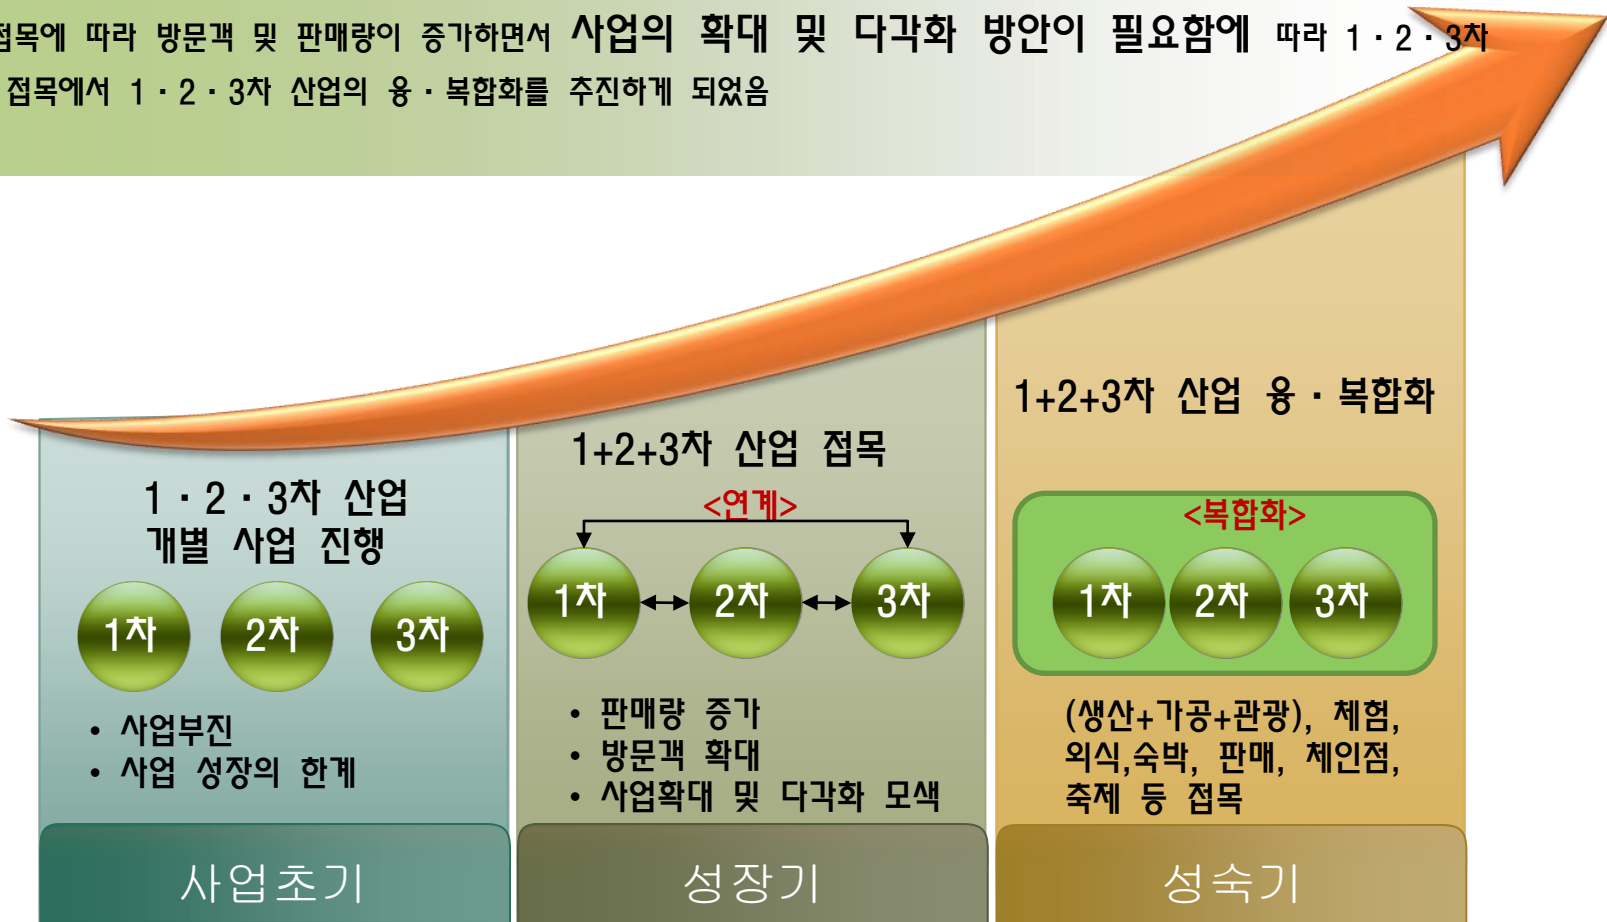 접목에 따라 방문객 및 판매량이 증가하면서 사업의 확대 및 다각화 방안이 필요함에 따라 1·2·3차
접목에서 1·2·3차 산업의 융·복합화를 추진하게 되었음
1·2·3차 산업
개별 사업 진행
1차 2차 3차
• 사업부진
• 사업 성장의 한계
사업초기
1+2+3차 산업 접목
<연계>
1차 2차 3차
• 판매량 증가
• 방문객 확대
• 사업확대 및 다각화 모색
성장기
1+2+3차 산업 융·복합화
<복합화>
1차 2차 3차
(생산+가공+관광), 체험,
외식,숙박, 판매, 체인점,
축제 등 접목
성숙기